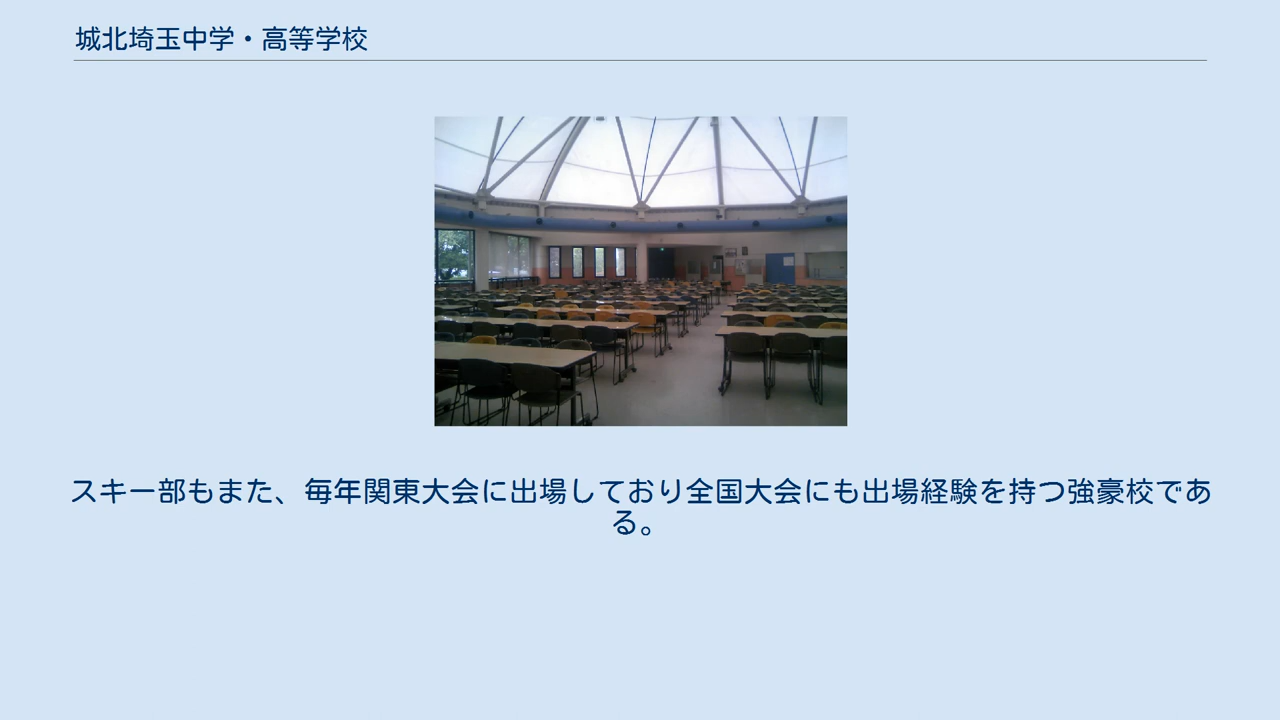 城北埼玉中学・高等学校
スキー部もまた、毎年関東大会に出場しており全国大会にも出場経験を持つ強豪校であ
る。